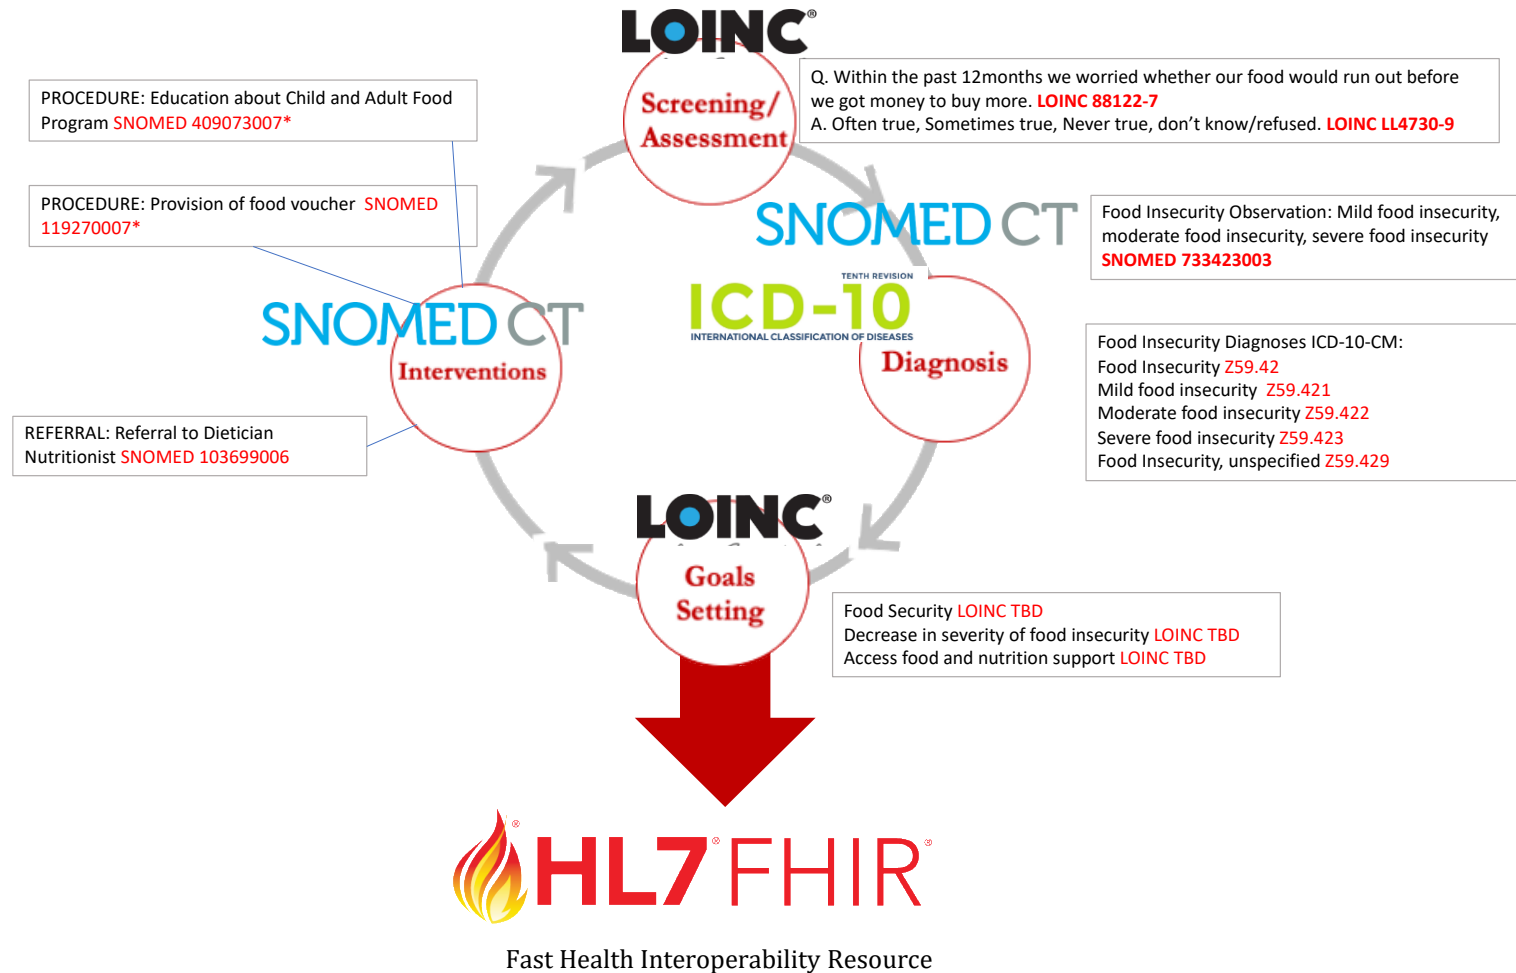 LOINC®
Screening/
Assessment
Q. Within the past 12months we worried whether our food would run out before
we got money to buy more. LOINC 88122-7
A. Often true, Sometimes true, Never true, don’t know/refused. LOINC LL4730-9
PROCEDURE: Education about Child and Adult Food
Program SNOMED 409073007*
PROCEDURE: Provision of food voucher SNOMED
119270007*
SNOMED CT
Food Insecurity Observation: Mild food insecurity,
moderate food insecurity, severe food insecurity
SNOMED 733423003
TENTH REVISION
ICD-10
INTERNATIONAL CLASSIFICATION OF DISEASES
Diagnosis
SNOMED CT
Interventions
Food Insecurity Diagnoses ICD-10-CM:
Food Insecurity Z59.42
Mild food insecurity Z59.421
Moderate food insecurity Z59.422
Severe food insecurity Z59.423
Food Insecurity, unspecified Z59.429
REFERRAL: Referral to Dietician
Nutritionist SNOMED 103699006
LOINC®
Goals
Setting
Food Security LOINC TBD
Decrease in severity of food insecurity LOINC TBD
Access food and nutrition support LOINC TBD
® HL7® FHIR®
Fast Health Interoperability Resource